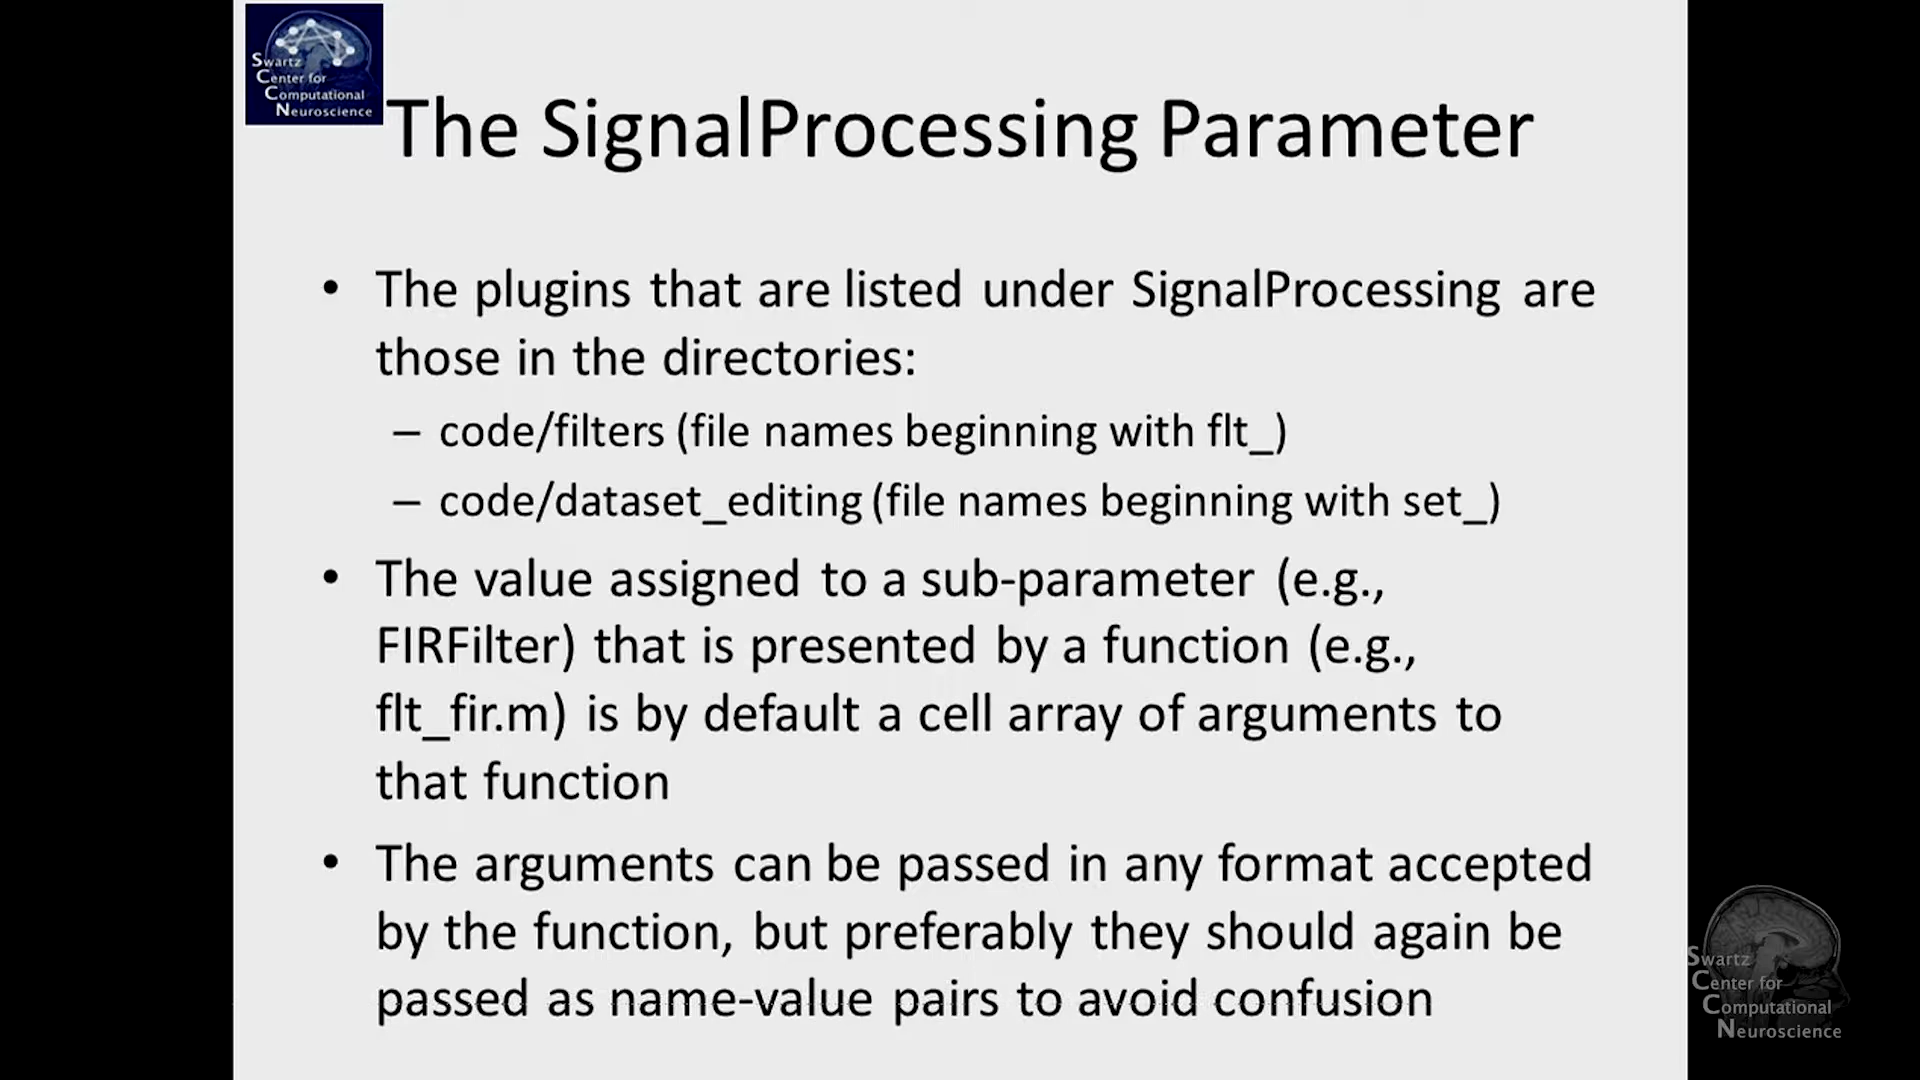 Swartz
Center for
Computational
Neuroscience
The SignalProcessing Parameter
• The plugins that are listed under SignalProcessing are
those in the directories:
– code/filters (file names beginning with flt_)
– code/dataset_editing (file names beginning with set_)
• The value assigned to a sub-parameter (e.g.,
FIRFilter) that is presented by a function (e.g.,
flt_fir.m) is by default a cell array of arguments to
that function
• The arguments can be passed in any format accepted
by the function, but preferably they should again be
passed as name-value pairs to avoid confusion
Swartz
Center for
Computational
Neuroscience